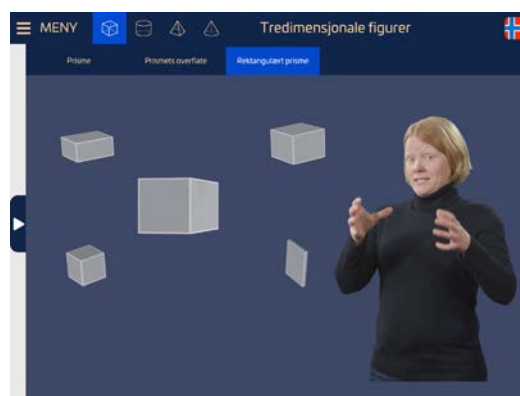 MENY
Tredimensjonale figurer
Prisme
Prismets overflate
Rektangulært prisme